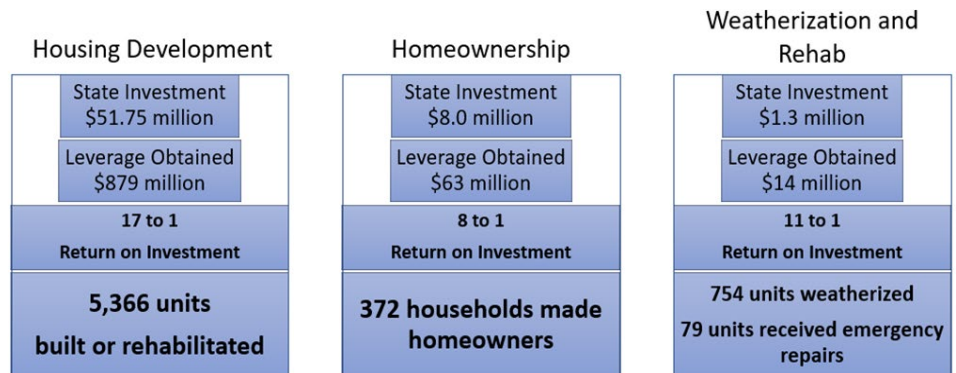 Housing Development
State Investment
$51.75 million
Leverage Obtained
$879 million
17 to 1
Return on Investment
5,366 units
built or rehabilitated
Homeownership
State Investment
$8.0 million
Leverage Obtained
$63 million
8 to 1
Return on Investment
372 households made
homeowners
Weatherization and
Rehab
State Investment
$1.3 million
Leverage Obtained
$14 million
11 to 1
Return on Investment
754 units weatherized
79 units received emergency
repairs